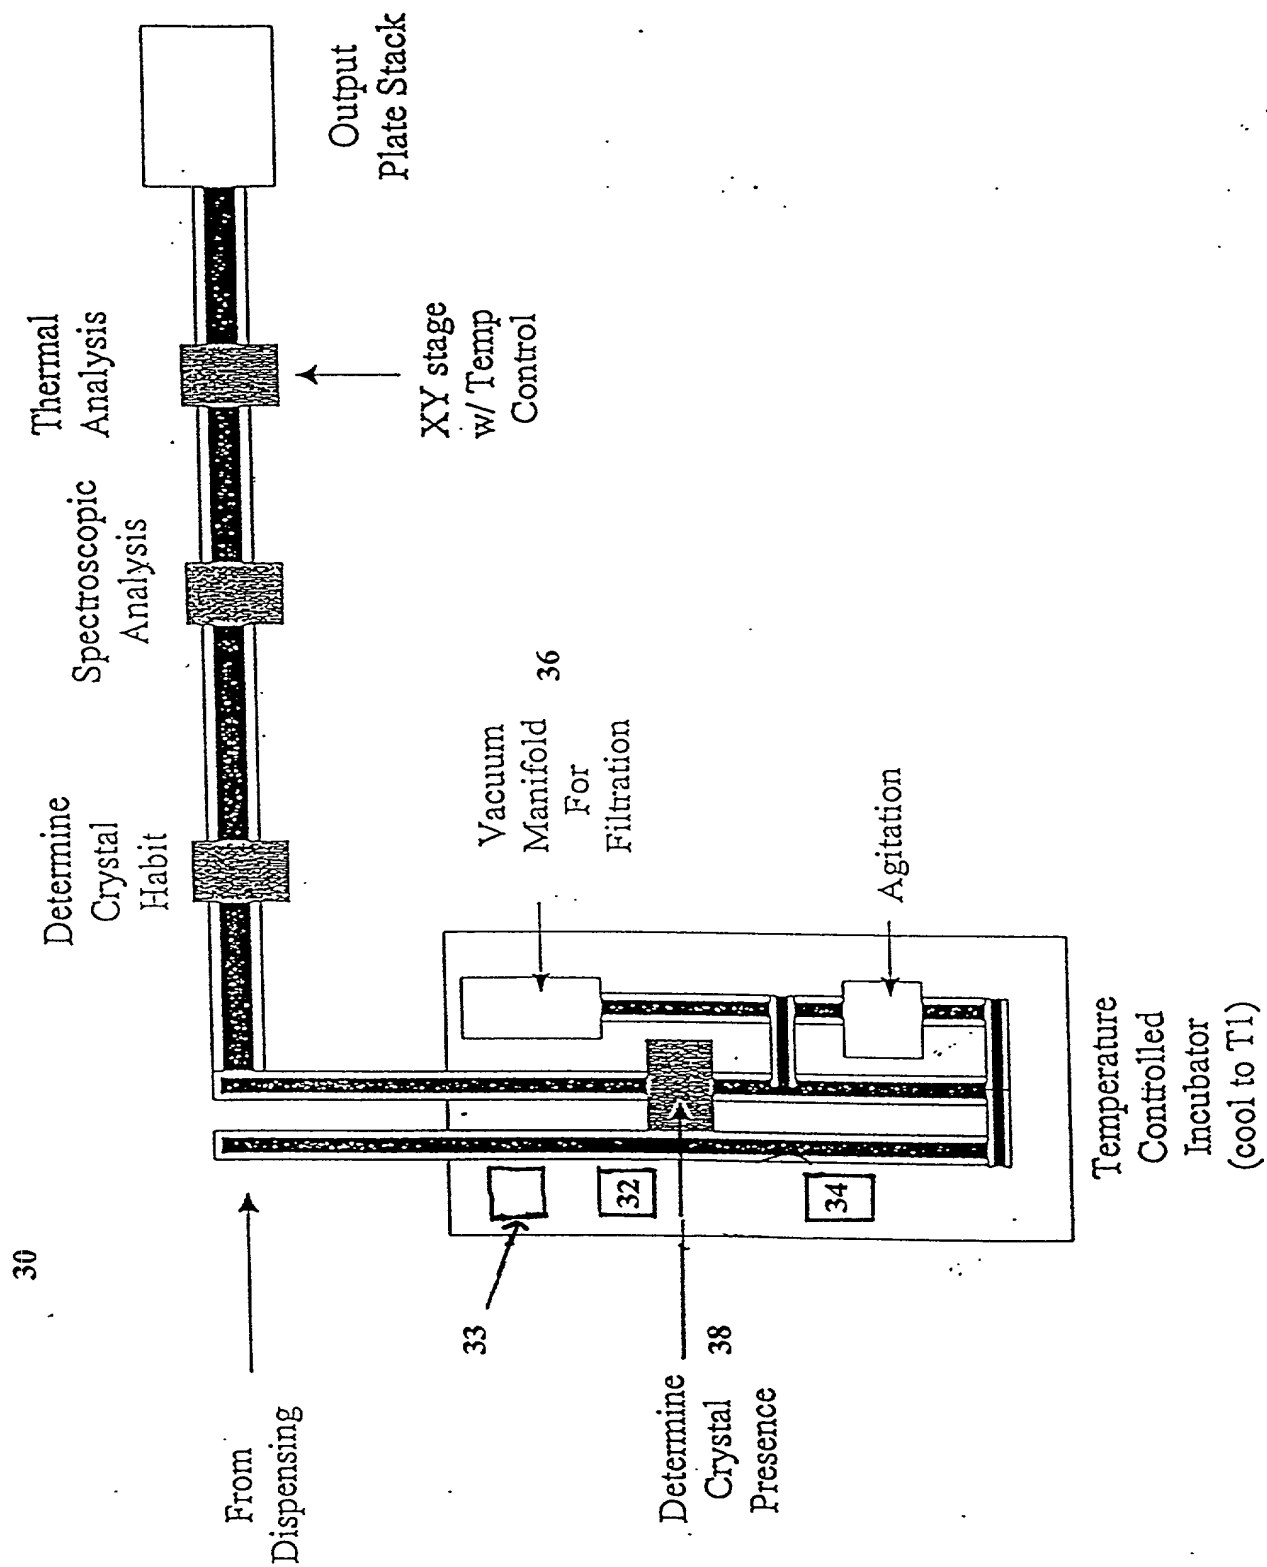 30
From
Dispensing
33
Determine
Crystal
Presence
38
32
34
Temperature
Controlled
Incubator
(cool to T1)
Agitation
Vacuum
Manifold
For
Filtration
36
Determine
Crystal
Habit
Spectroscopic
Analysis
Thermal
Analysis
XY stage
w/ Temp
Control
Output
Plate Stack